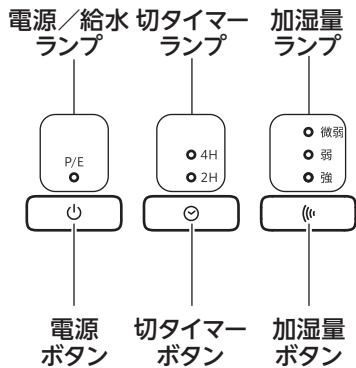 電源／給水 切タイマー 加湿量
ランプ ランプ ランプ
P/E
4H
2H
微弱
弱
強
電源 切タイマー 加湿量
ボタン ボタン ボタン